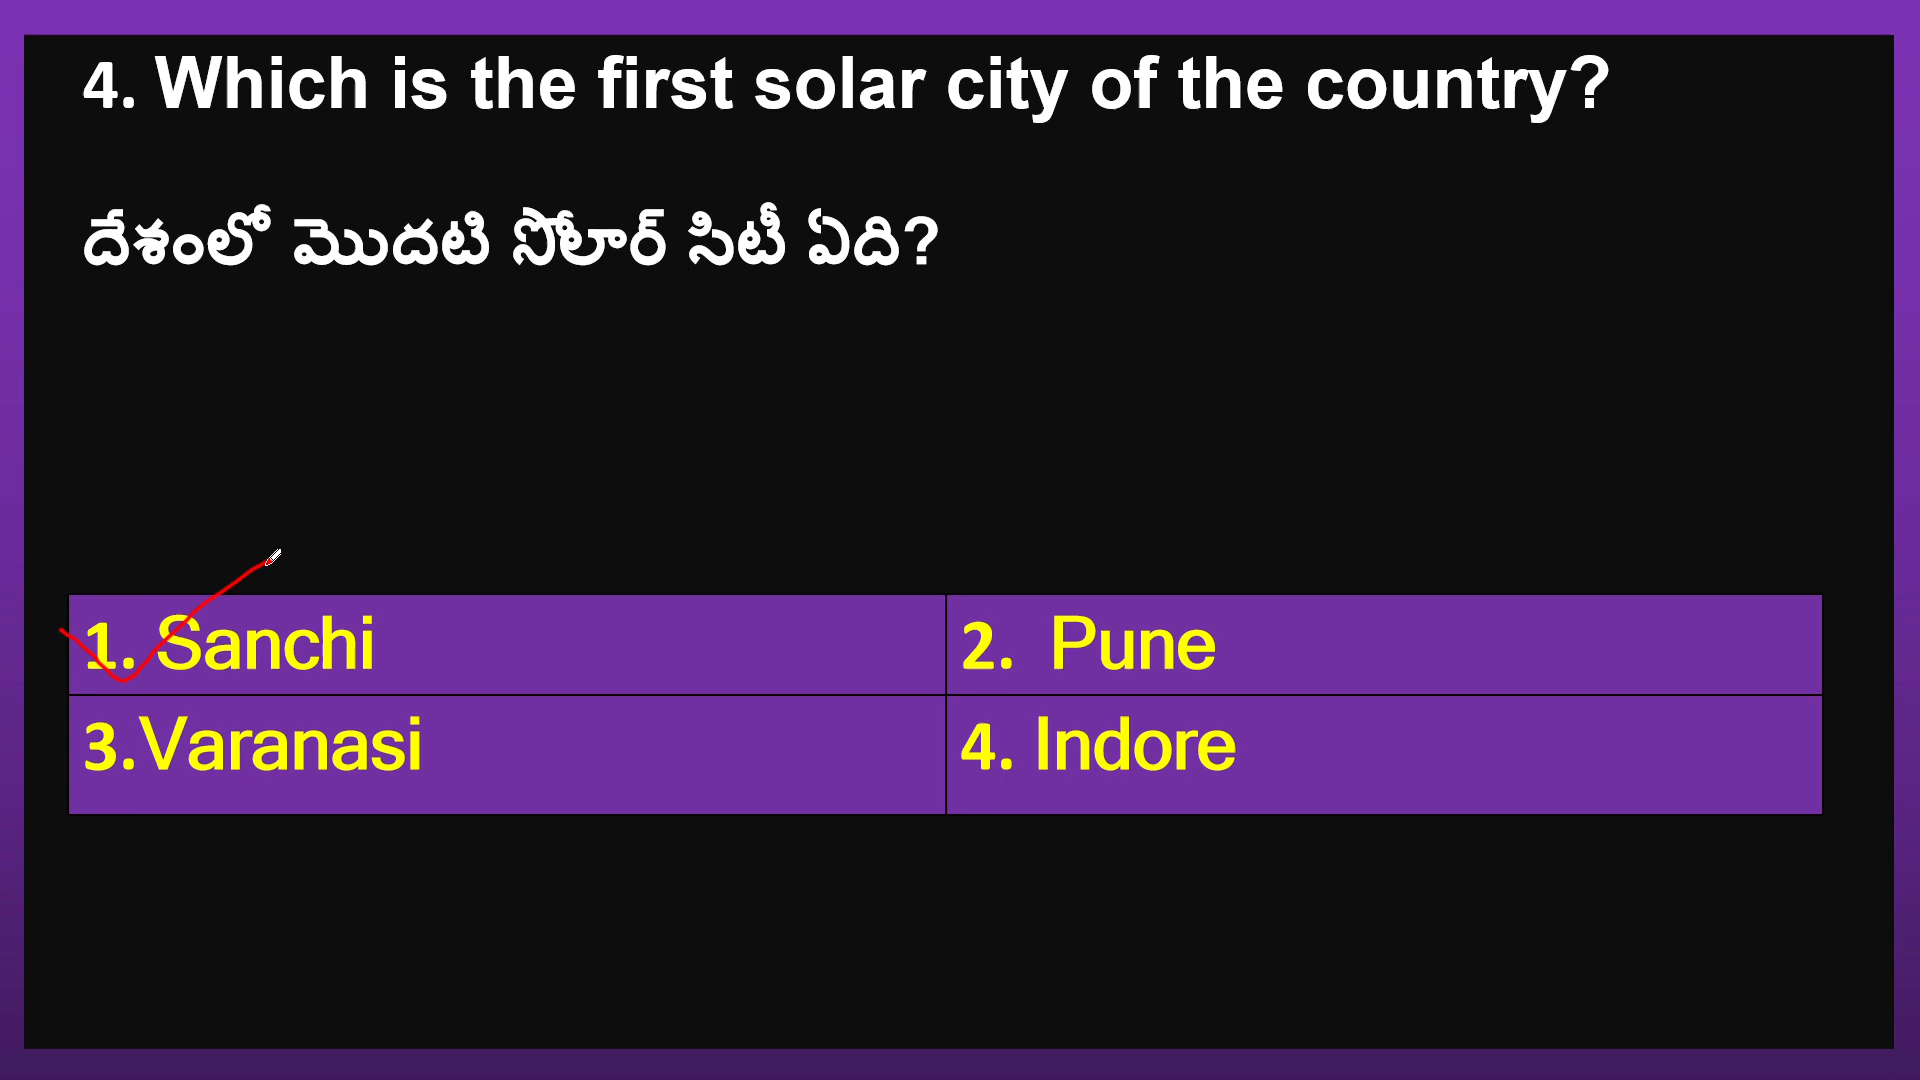 4. Which is the first solar city of the country?
దేశంలో మొదటి సోలార్ సిటీ ఏది?
1. Sanchi
2. Pune
3.Varanasi
4. Indore